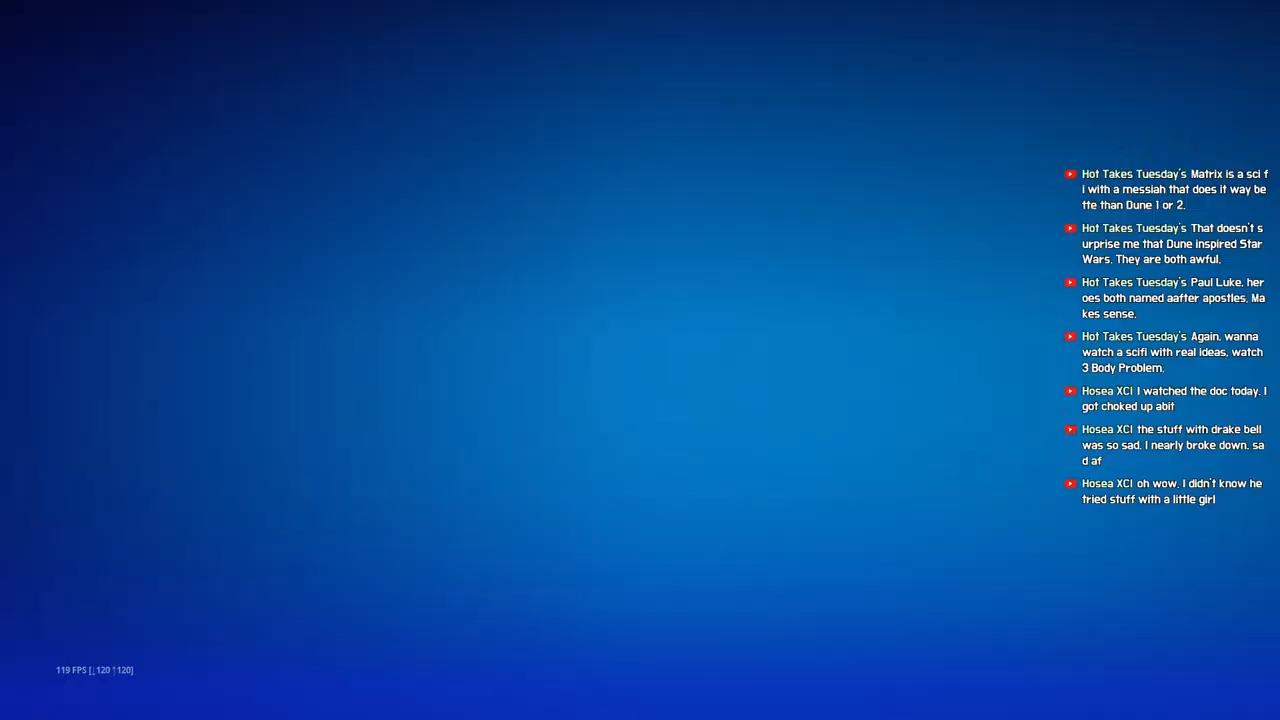 Hot Takes Tuesday's Matrix is a sci f
i with a messiah that does it way be
tte than Dune 1 or 2.
Hot Takes Tuesday's That doesn't s
urprise me that Dune inspired Star
Wars. They are both awful.
Hot Takes Tuesday's Paul Luke, her
oes both named aafter apostles. Ma
kes sense.
Hot Takes Tuesday's Again, wanna
watch a scifi with real ideas, watch
3 Body Problem.
Hosea XCI I watched the doc today. I
got choked up abit
Hosea XCI the stuff with drake bell
was so sad. I nearly broke down. sa
d af
Hosea XCI oh wow, I didn't know he
tried stuff with a little girl
119 FPS [↓120 ↑120]